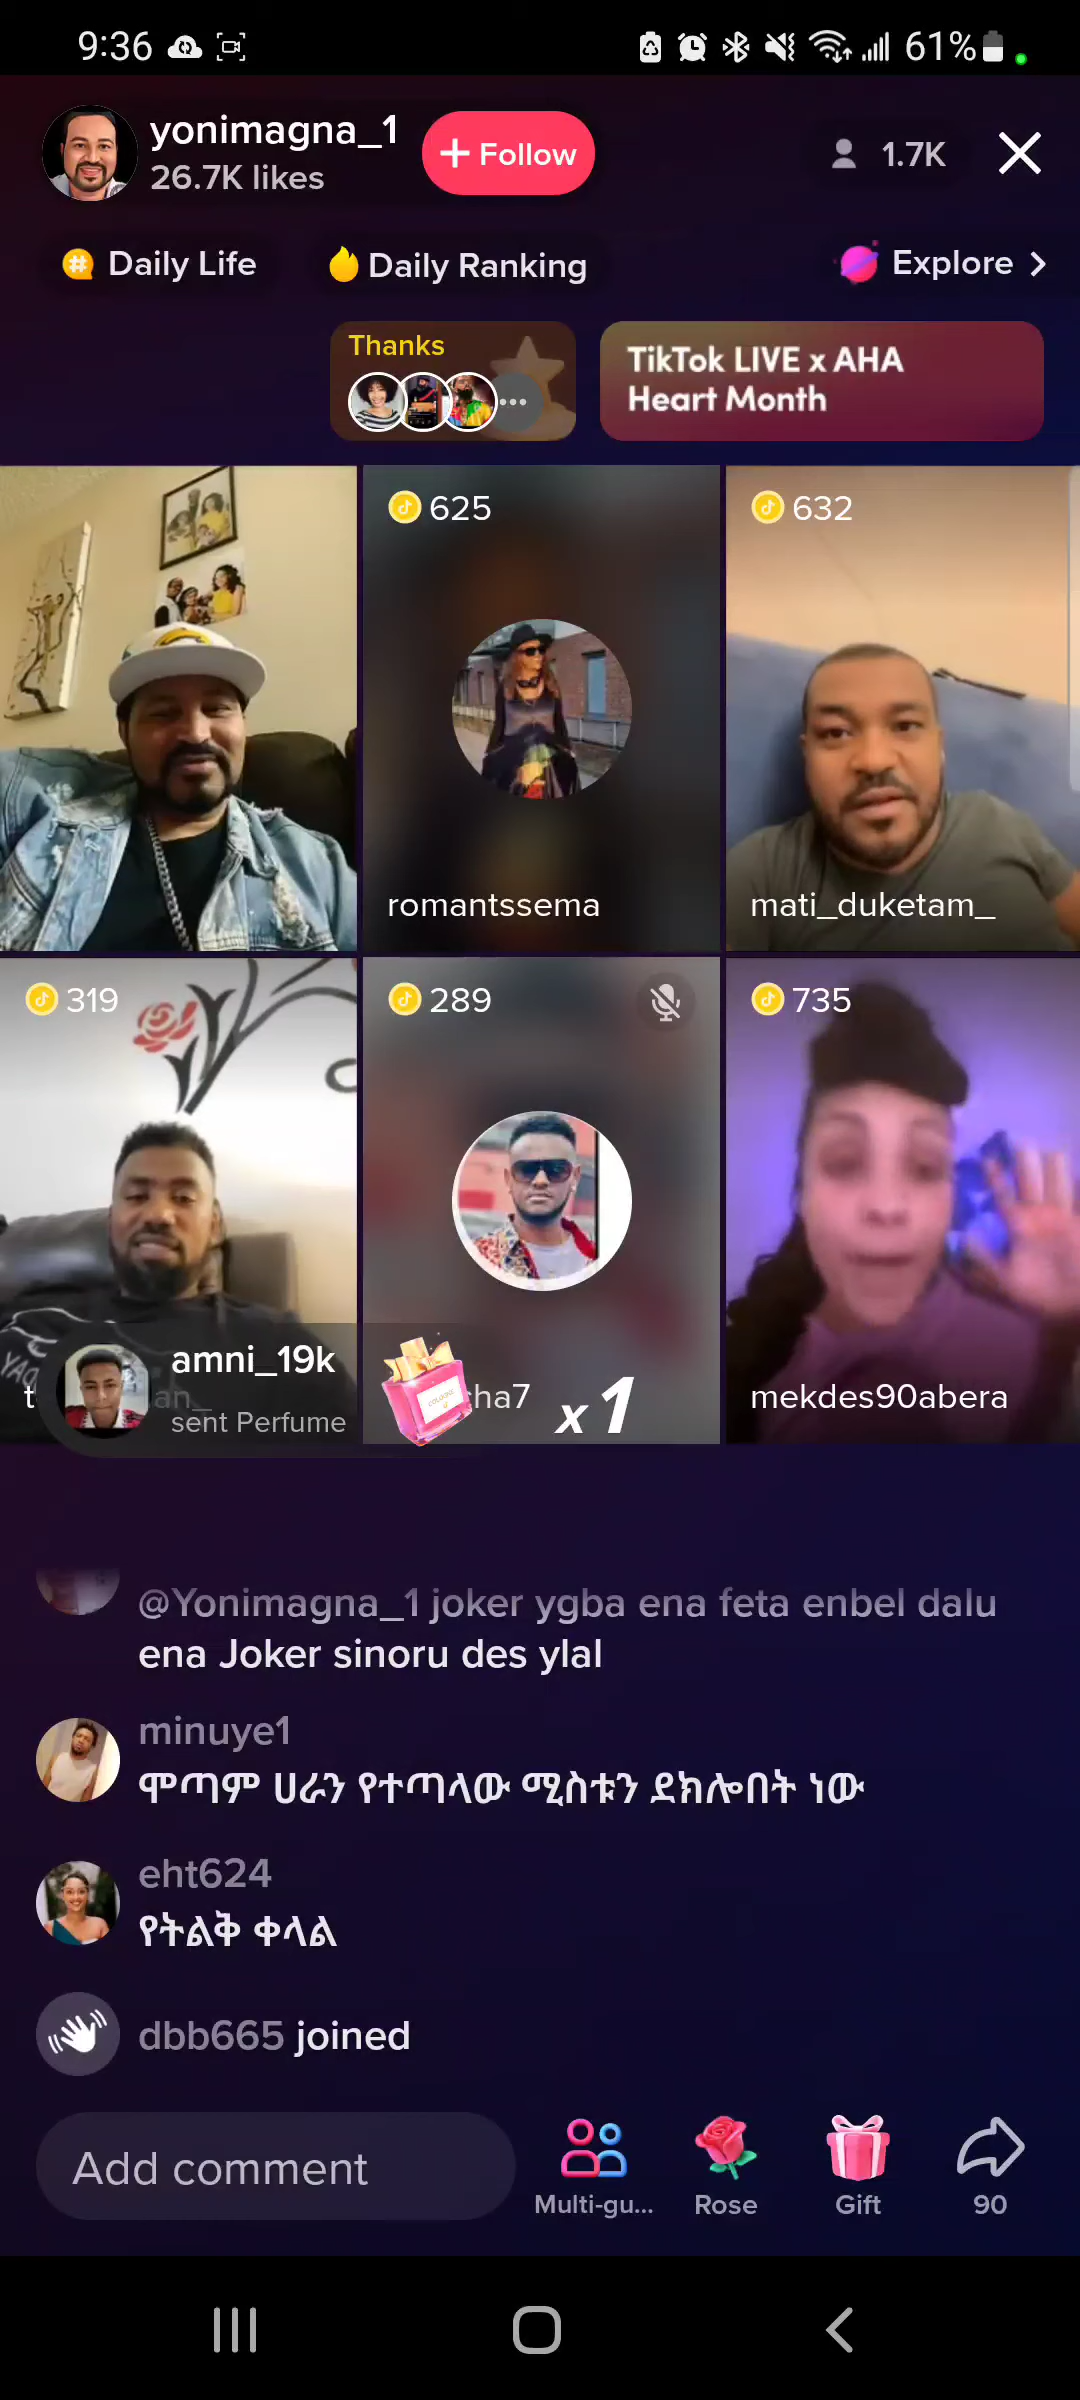 9:36
61%
yonimagna_1
26.7K likes
+ Follow
1.7K
Daily Life
Daily Ranking
Explore
Thanks
TikTok LIVE x AHA
Heart Month
625
632
romantssema
mati_duketam_
319
289
735
amni_19k
sent Perfume
x1
mekdes90abera
@Yonimagna_1 joker ygba ena feta enbel dalu
ena Joker sinoru des ylal
minuye1
ሞጣም ሀራን የተጣላው ሚስቱን ደክሎበት ነው
eht624
የትልቅ ቀላል
dbb665 joined
Add comment
Multi-gu...
Rose
Gift
90